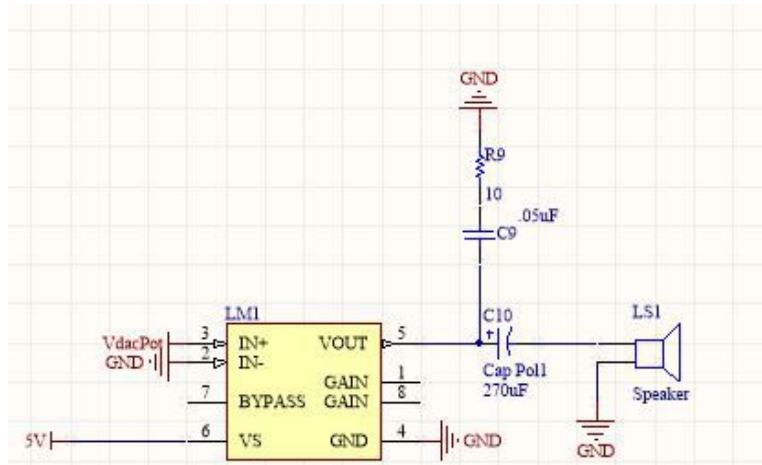 GND
R9
10
.05uF
C9
LM1
C10
LS1
VdacPot 3 IN+ VOUT 5
GND 2 IN-
Cap Pol1
270uF
Speaker
GAIN 1
7 BYPASS GAIN 8
5V 6 VS GND 4 GND
GND